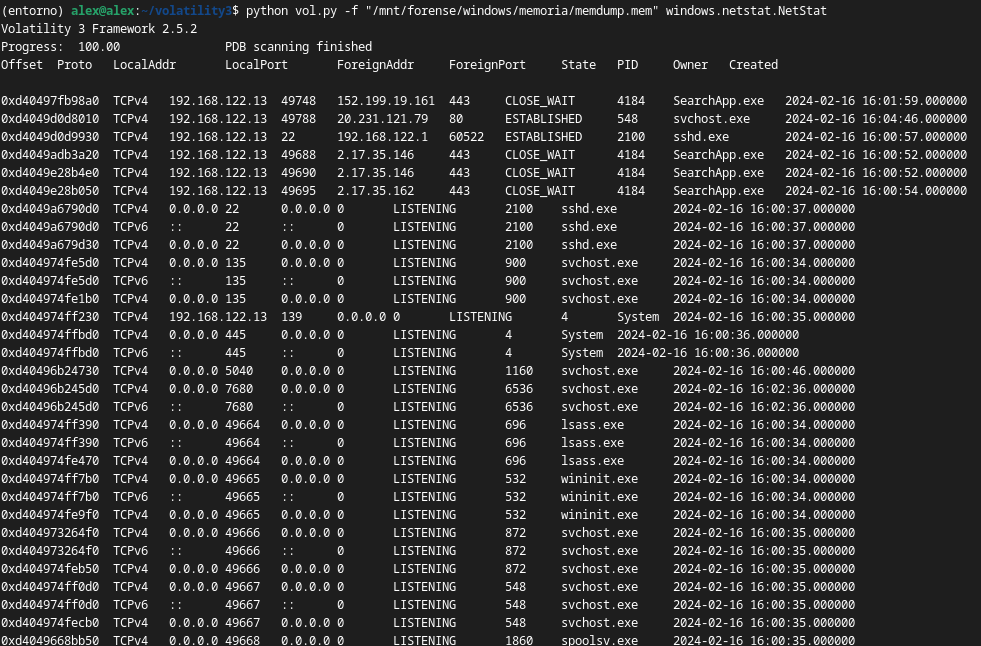 (entorno) alex@alex:~/volatility3$ python vol.py -f "/mnt/forense/windows/memoria/memdump.mem" windows.netstat.NetStat
Volatility 3 Framework 2.5.2
Progress:  100.00               PDB scanning finished
Offset  Proto   LocalAddr       LocalPort       ForeignAddr     ForeignPort     State   PID     Owner   Created
0xd40497fb98a0  TCPv4   192.168.122.13  49748   152.199.19.161  443     CLOSE_WAIT      4184    SearchApp.exe   2024-02-16 16:01:59.000000
0xd4049d0d8010  TCPv4   192.168.122.13  49788   20.231.121.79   80      ESTABLISHED     548     svchost.exe     2024-02-16 16:04:46.000000
0xd4049d0d9930  TCPv4   192.168.122.13  22      192.168.122.1   60522   ESTABLISHED     2100    sshd.exe        2024-02-16 16:00:57.000000
0xd4049adb3a20  TCPv4   192.168.122.13  49688   2.17.35.146     443     CLOSE_WAIT      4184    SearchApp.exe   2024-02-16 16:00:52.000000
0xd4049e28b4e0  TCPv4   192.168.122.13  49690   2.17.35.146     443     CLOSE_WAIT      4184    SearchApp.exe   2024-02-16 16:00:52.000000
0xd4049e28b050  TCPv4   192.168.122.13  49695   2.17.35.162     443     CLOSE_WAIT      4184    SearchApp.exe   2024-02-16 16:00:54.000000
0xd4049a6790d0  TCPv4   0.0.0.0 22      0.0.0.0 0       LISTENING       2100    sshd.exe        2024-02-16 16:00:37.000000
0xd4049a6790d0  TCPv6   ::      22      ::      0       LISTENING       2100    sshd.exe        2024-02-16 16:00:37.000000
0xd4049a679d30  TCPv4   0.0.0.0 22      0.0.0.0 0       LISTENING       2100    sshd.exe        2024-02-16 16:00:37.000000
0xd404974fe5d0  TCPv4   0.0.0.0 135     0.0.0.0 0       LISTENING       900     svchost.exe     2024-02-16 16:00:34.000000
0xd404974fe5d0  TCPv6   ::      135     ::      0       LISTENING       900     svchost.exe     2024-02-16 16:00:34.000000
0xd404974fe1b0  TCPv4   0.0.0.0 135     0.0.0.0 0       LISTENING       900     svchost.exe     2024-02-16 16:00:34.000000
0xd404974ff230  TCPv4   192.168.122.13  139     0.0.0.0 0       LISTENING       4       System  2024-02-16 16:00:35.000000
0xd404974ffbd0  TCPv4   0.0.0.0 445     0.0.0.0 0       LISTENING       4       System  2024-02-16 16:00:36.000000
0xd404974ffbd0  TCPv6   ::      445     ::      0       LISTENING       4       System  2024-02-16 16:00:36.000000
0xd40496b24730  TCPv4   0.0.0.0 5040    0.0.0.0 0       LISTENING       1160    svchost.exe     2024-02-16 16:00:46.000000
0xd40496b245d0  TCPv4   0.0.0.0 7680    0.0.0.0 0       LISTENING       6536    svchost.exe     2024-02-16 16:02:36.000000
0xd40496b245d0  TCPv6   ::      7680    ::      0       LISTENING       6536    svchost.exe     2024-02-16 16:02:36.000000
0xd404974ff390  TCPv4   0.0.0.0 49664   0.0.0.0 0       LISTENING       696     lsass.exe       2024-02-16 16:00:34.000000
0xd404974ff390  TCPv6   ::      49664   ::      0       LISTENING       696     lsass.exe       2024-02-16 16:00:34.000000
0xd404974fe470  TCPv4   0.0.0.0 49664   0.0.0.0 0       LISTENING       696     lsass.exe       2024-02-16 16:00:34.000000
0xd404974ff7b0  TCPv4   0.0.0.0 49665   0.0.0.0 0       LISTENING       532     wininit.exe     2024-02-16 16:00:34.000000
0xd404974ff7b0  TCPv6   ::      49665   ::      0       LISTENING       532     wininit.exe     2024-02-16 16:00:34.000000
0xd404974fe9f0  TCPv4   0.0.0.0 49665   0.0.0.0 0       LISTENING       532     wininit.exe     2024-02-16 16:00:34.000000
0xd404973264f0  TCPv4   0.0.0.0 49666   0.0.0.0 0       LISTENING       872     svchost.exe     2024-02-16 16:00:35.000000
0xd404973264f0  TCPv6   ::      49666   ::      0       LISTENING       872     svchost.exe     2024-02-16 16:00:35.000000
0xd404974feb50  TCPv4   0.0.0.0 49666   0.0.0.0 0       LISTENING       872     svchost.exe     2024-02-16 16:00:35.000000
0xd404974ff0d0  TCPv4   0.0.0.0 49667   0.0.0.0 0       LISTENING       548     svchost.exe     2024-02-16 16:00:35.000000
0xd404974ff0d0  TCPv6   ::      49667   ::      0       LISTENING       548     svchost.exe     2024-02-16 16:00:35.000000
0xd404974fecb0  TCPv4   0.0.0.0 49667   0.0.0.0 0       LISTENING       548     svchost.exe     2024-02-16 16:00:35.000000
0xd4049668bb50  TCPv4   0.0.0.0 49668   0.0.0.0 0       LISTENING       1860    spoolsv.exe     2024-02-16 16:00:35.000000